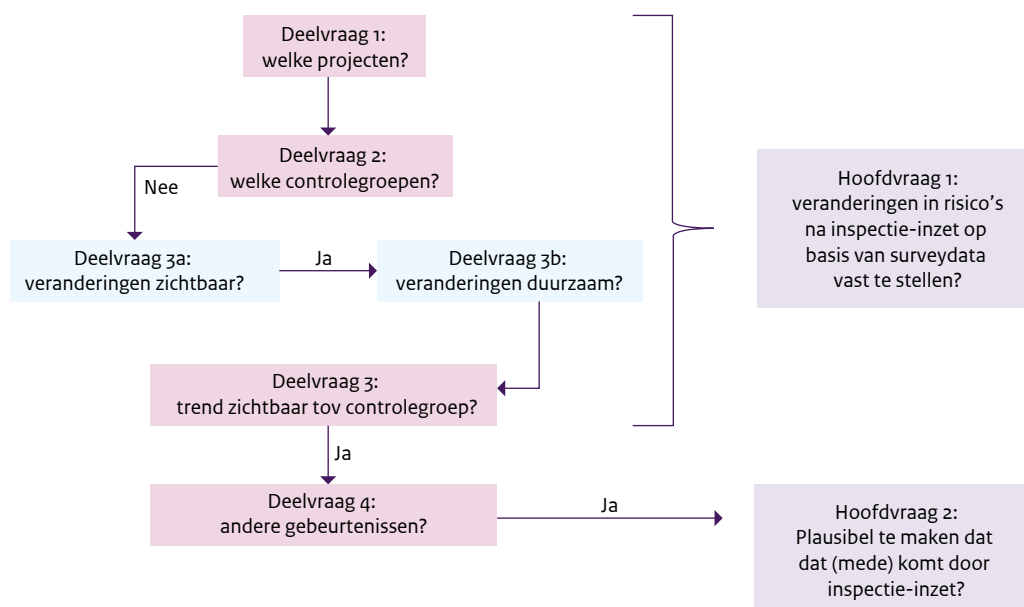 Deelvraag 1:
welke projecten?
Deelvraag 2:
welke controlegroepen?
Nee
Deelvraag 3a:
veranderingen zichtbaar?
Ja
Deelvraag 3b:
veranderingen duurzaam?
Deelvraag 3:
trend zichtbaar tov controlegroep?
Ja
Deelvraag 4:
andere gebeurtenissen?
Ja
Hoofdvraag 1:
veranderingen in risico's
na inspectie-inzet op
basis van surveydata
vast te stellen?
Hoofdvraag 2:
Plausibel te maken dat
dat (mede) komt door
inspectie-inzet?